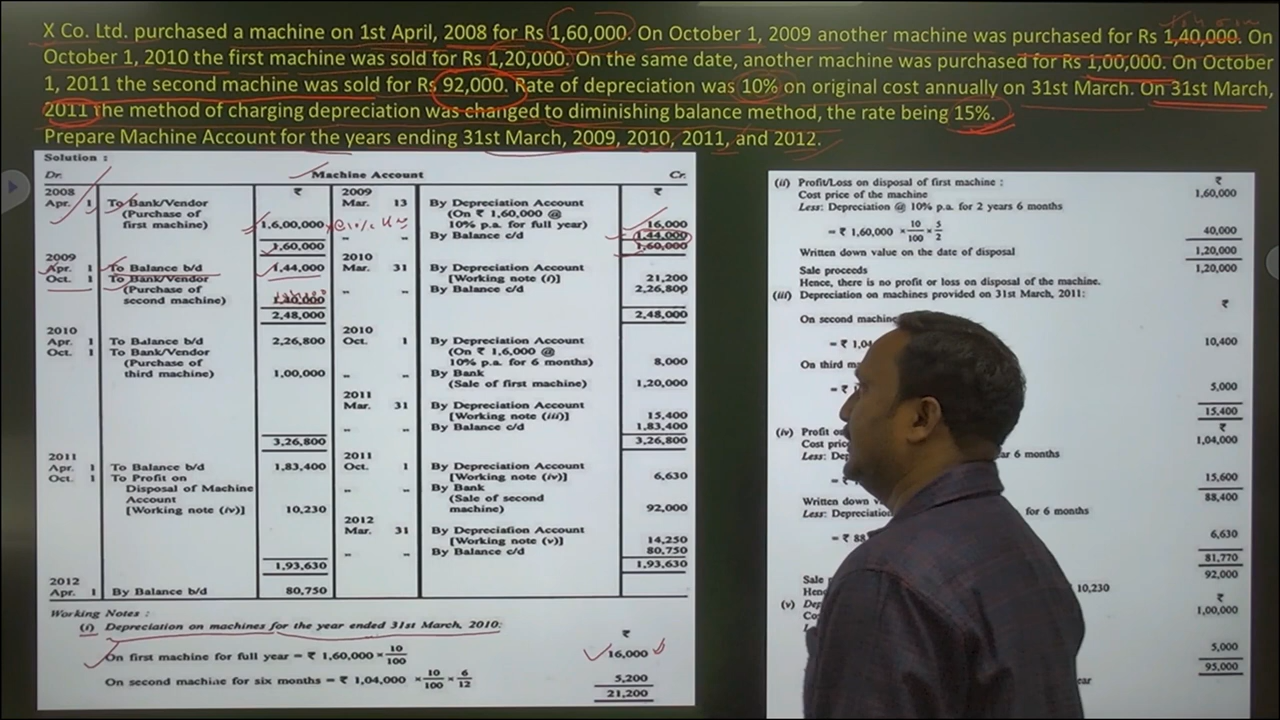 X Co. Ltd. purchased a machine on 1st April, 2008 for Rs 1,60,000. On October 1, 2009 another machine was purchased for Rs 1,40,000. On
October 1, 2010 the first machine was sold for Rs 1,20,000. On the same date, another machine was purchased for Rs 1,00,000. On October
1, 2011 the second machine was sold for Rs 92,000. Rate of depreciation was 10% on original cost annually on 31st March. On 31st March,
2011 the method of charging depreciation was changed to diminishing balance method, the rate being 15%.
Prepare Machine Account for the years ending 31st March, 2009, 2010, 2011, and 2012.
Solution :
Dr. Machine Account Cr.
2008 ₹ 2009 ₹
Apr. 1 To Bank/Vendor Mar. 13 By Depreciation Account
(Purchase of (On ₹ 1,60,000 @
first machine) 1,6,00,000 10% p.a. for full year) 16,000
" " By Balance c/d 1,44,000
1,60,000 1,60,000
2009 2010
Apr. 1 To Balance b/d 1,44,000 Mar. 31 By Depreciation Account
Oct. 1 To Bank/Vendor [Working note (i)] 21,200
(Purchase of " " By Balance c/d 2,26,800
second machine)
2,48,000 2,48,000
2010 2010
Apr. 1 To Balance b/d 2,26,800 Oct. 1 By Depreciation Account
Oct. 1 To Bank/Vendor (On ₹ 1,6,000 @
(Purchase of 10% p.a. for 6 months) 8,000
third machine) 1,00,000 " " By Bank
(Sale of first machine) 1,20,000
2011
Mar. 31 By Depreciation Account
[Working note (iii)] 15,400
" " By Balance c/d 1,83,400
3,26,800 3,26,800
2011 2011
Apr. 1 To Balance b/d 1,83,400 Oct. 1 By Depreciation Account
Oct. 1 To Profit on [Working note (iv)] 6,630
Disposal of Machine " " By Bank
Account (Sale of second
[Working note (iv)] 10,230 machine) 92,000
2012
Mar. 31 By Depreciation Account
[Working note (v)] 14,250
" " By Balance c/d 80,750
1,93,630 1,93,630
2012
Apr. 1 By Balance b/d 80,750
Working Notes :
(i) Depreciation on machines for the year ended 31st March, 2010:
₹
On first machine for full year = ₹ 1,60,000 × 10/100 16,000
On second machine for six months = ₹ 1,04,000 × 10/100 × 6/12 5,200
21,200
(ii) Profit/Loss on disposal of first machine : ₹
Cost price of the machine 1,60,000
Less: Depreciation @ 10% p.a. for 2 years 6 months
= ₹ 1,60,000 × 10/100 × 5/2 40,000
Written down value on the date of disposal 1,20,000
Sale proceeds 1,20,000
Hence, there is no profit or loss on disposal of the machine.
(iii) Depreciation on machines provided on 31st March, 2011:
₹
On second machine
= ₹ 1,04 10,400
On third
= ₹ 5,000
15,400
(iv) Profit ₹
Cost 1,04,000
Less: 6 months
= ₹ 15,600
Written down 88,400
Less: Depreciation for 6 months
= ₹ 88 6,630
81,770
Sale 92,000
10,230
(v) ₹
1,00,000
5,000
95,000